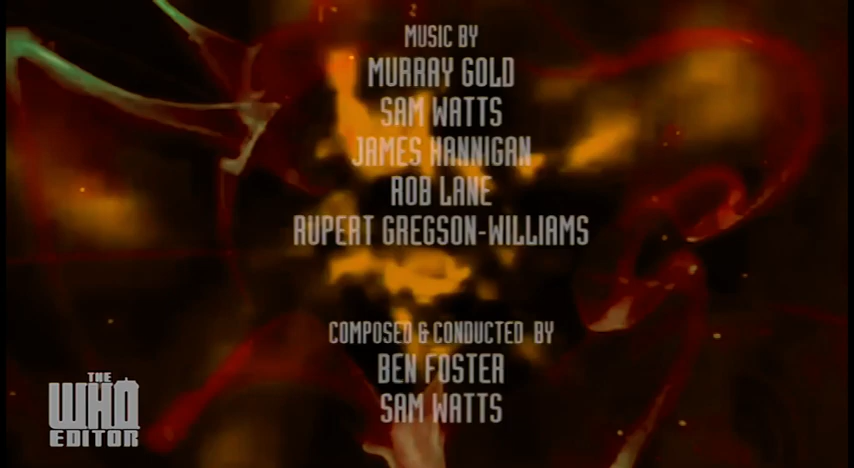 MUSIC BY
MURRAY GOLD
SAM WATTS
JAMES HANNIGAN
ROB LANE
RUPERT GREGSON-WILLIAMS
COMPOSED & CONDUCTED BY
BEN FOSTER
SAM WATTS
THE
WHO
EDITOR